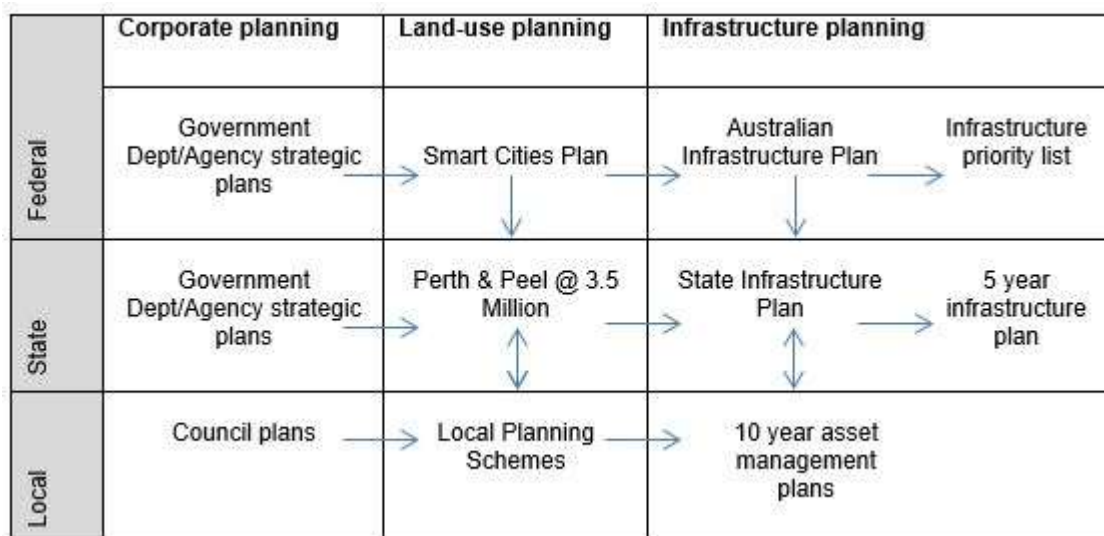 Corporate planning
Land-use planning
Infrastructure planning
Federal
Government
Dept/Agency strategic
plans
Smart Cities Plan
Australian
Infrastructure Plan
Infrastructure
priority list
State
Government
Dept/Agency strategic
plans
Perth & Peel @ 3.5
Million
State Infrastructure
Plan
5 year
infrastructure
plan
Local
Council plans
Local Planning
Schemes
10 year asset
management
plans